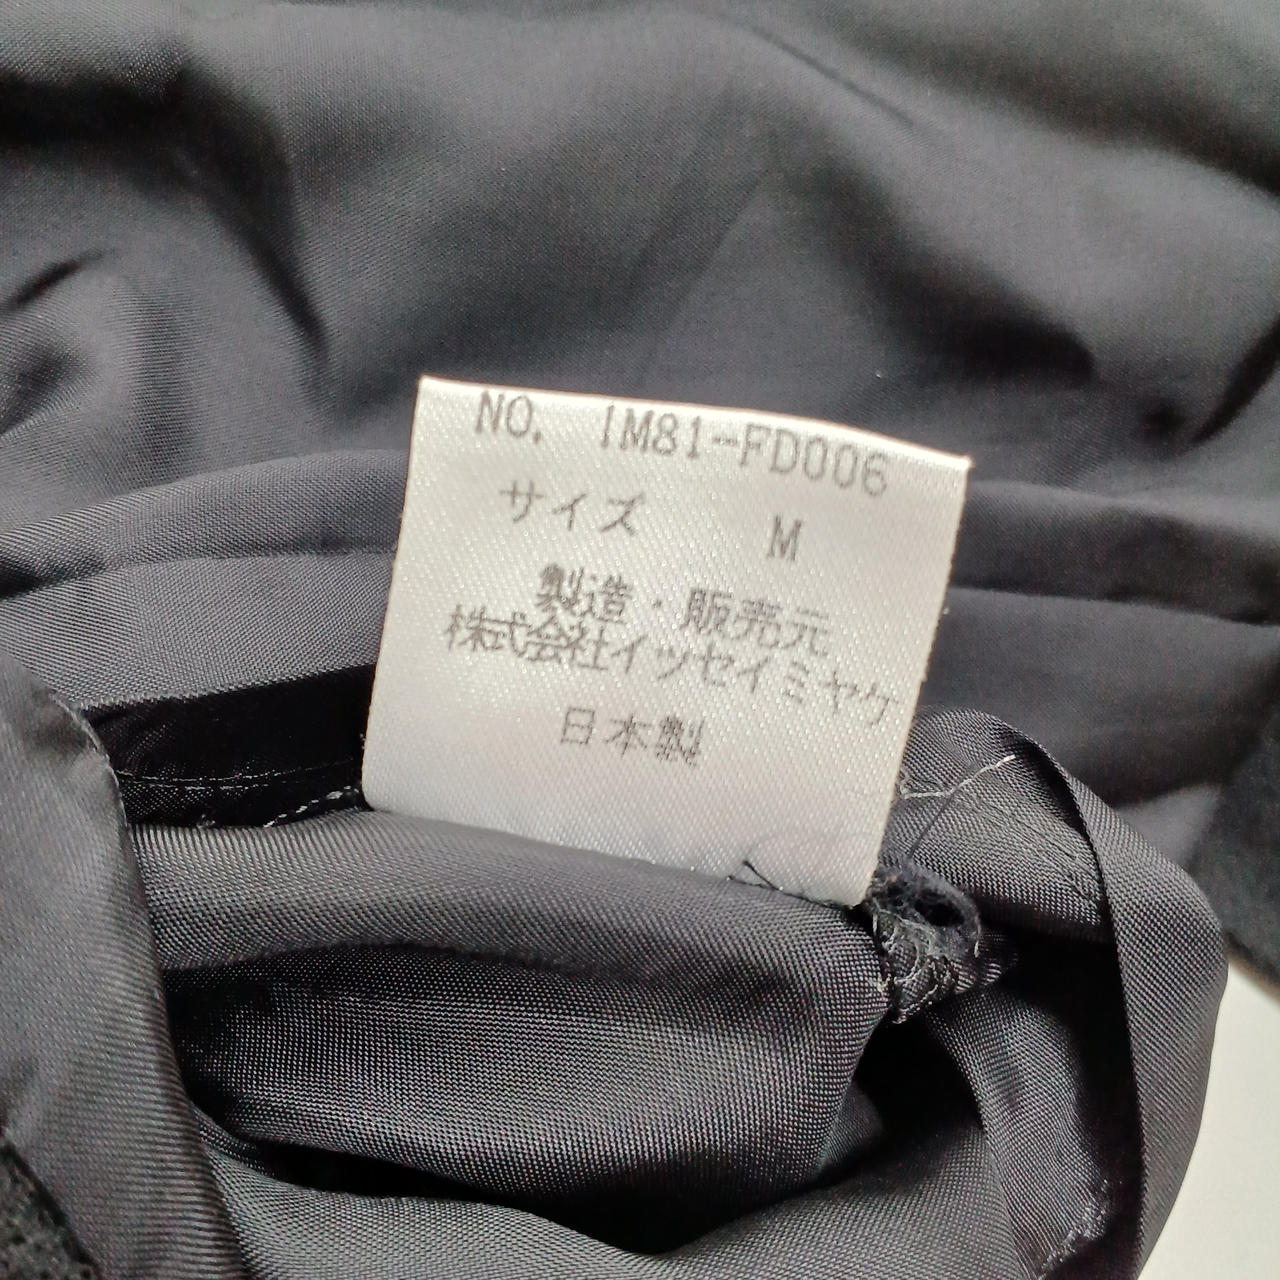 NO. IM81-FD006
サイズ M
製造・販売元
株式会社イッセイミヤケ
日本製